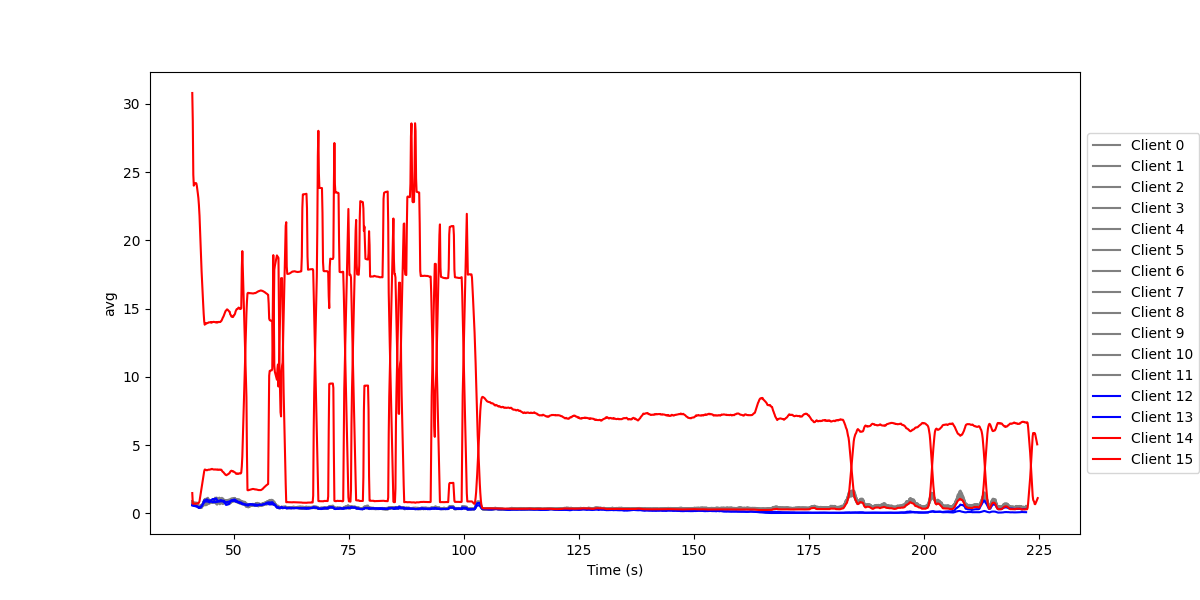 30
25
20
15
10
5
0
avg
50
75
100
125
150
175
200
225
Time (s)
Client 0
Client 1
Client 2
Client 3
Client 4
Client 5
Client 6
Client 7
Client 8
Client 9
Client 10
Client 11
Client 12
Client 13
Client 14
Client 15